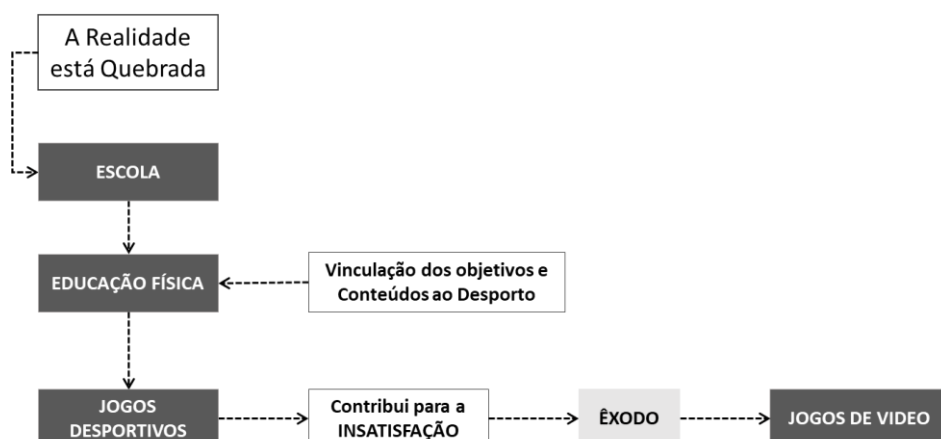 A Realidade
está Quebrada
ESCOLA
EDUCAÇÃO FÍSICA
Vinculação dos objetivos e
Conteúdos ao Desporto
JOGOS
DESPORTIVOS
Contribui para a
INSATISFAÇÃO
ÊXODO
JOGOS DE VIDEO